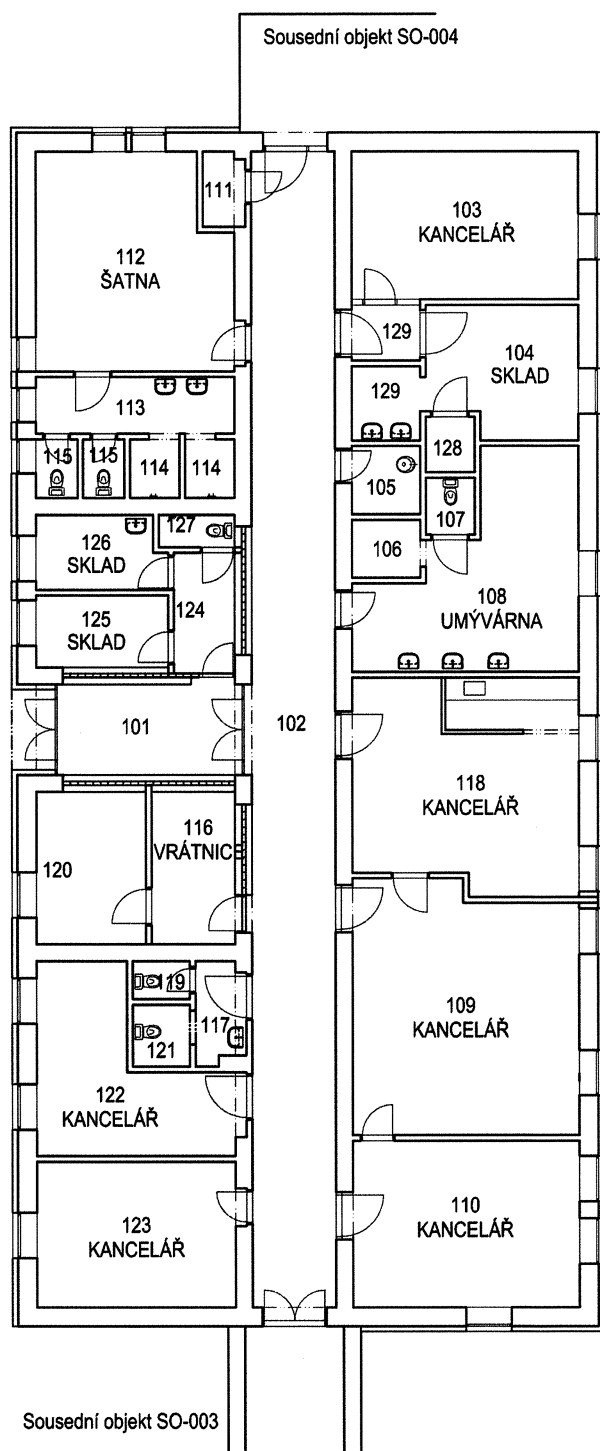 Sousední objekt SO-004
111
103
KANCELÁŘ
112
ŠATNA
129
104
SKLAD
113
129
115
115
114
114
128
105
107
127
126
SKLAD
106
124
108
UMÝVÁRNA
125
SKLAD
101
102
118
KANCELÁŘ
116
VRÁTNICE
120
119
117
109
KANCELÁŘ
121
122
KANCELÁŘ
110
KANCELÁŘ
123
KANCELÁŘ
Sousední objekt SO-003